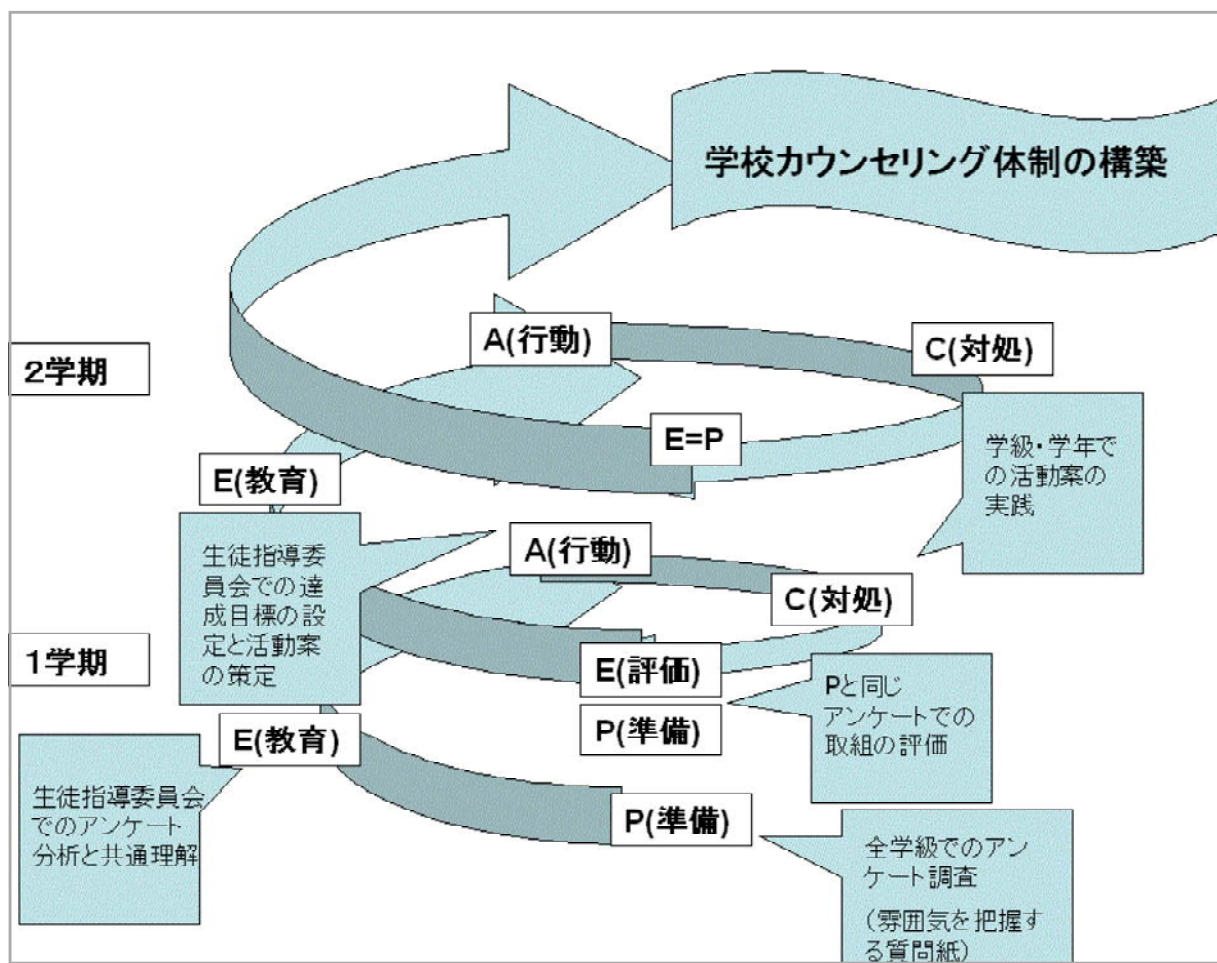 学校カウンセリング体制の構築
A(行動)
C(対処)
2学期
E=P
学級・学年で
の活動案の
実践
E(教育)
生徒指導委
員会での達
成目標の設
定と活動案
の策定
A(行動)
C(対処)
1学期
E(評価)
P(準備)
Pと同じ
アンケートでの
取組の評価
E(教育)
生徒指導委員会
でのアンケート
分析と共通理解
P(準備)
全学級でのアン
ケート調査
(雰囲気を把握す
る質問紙)